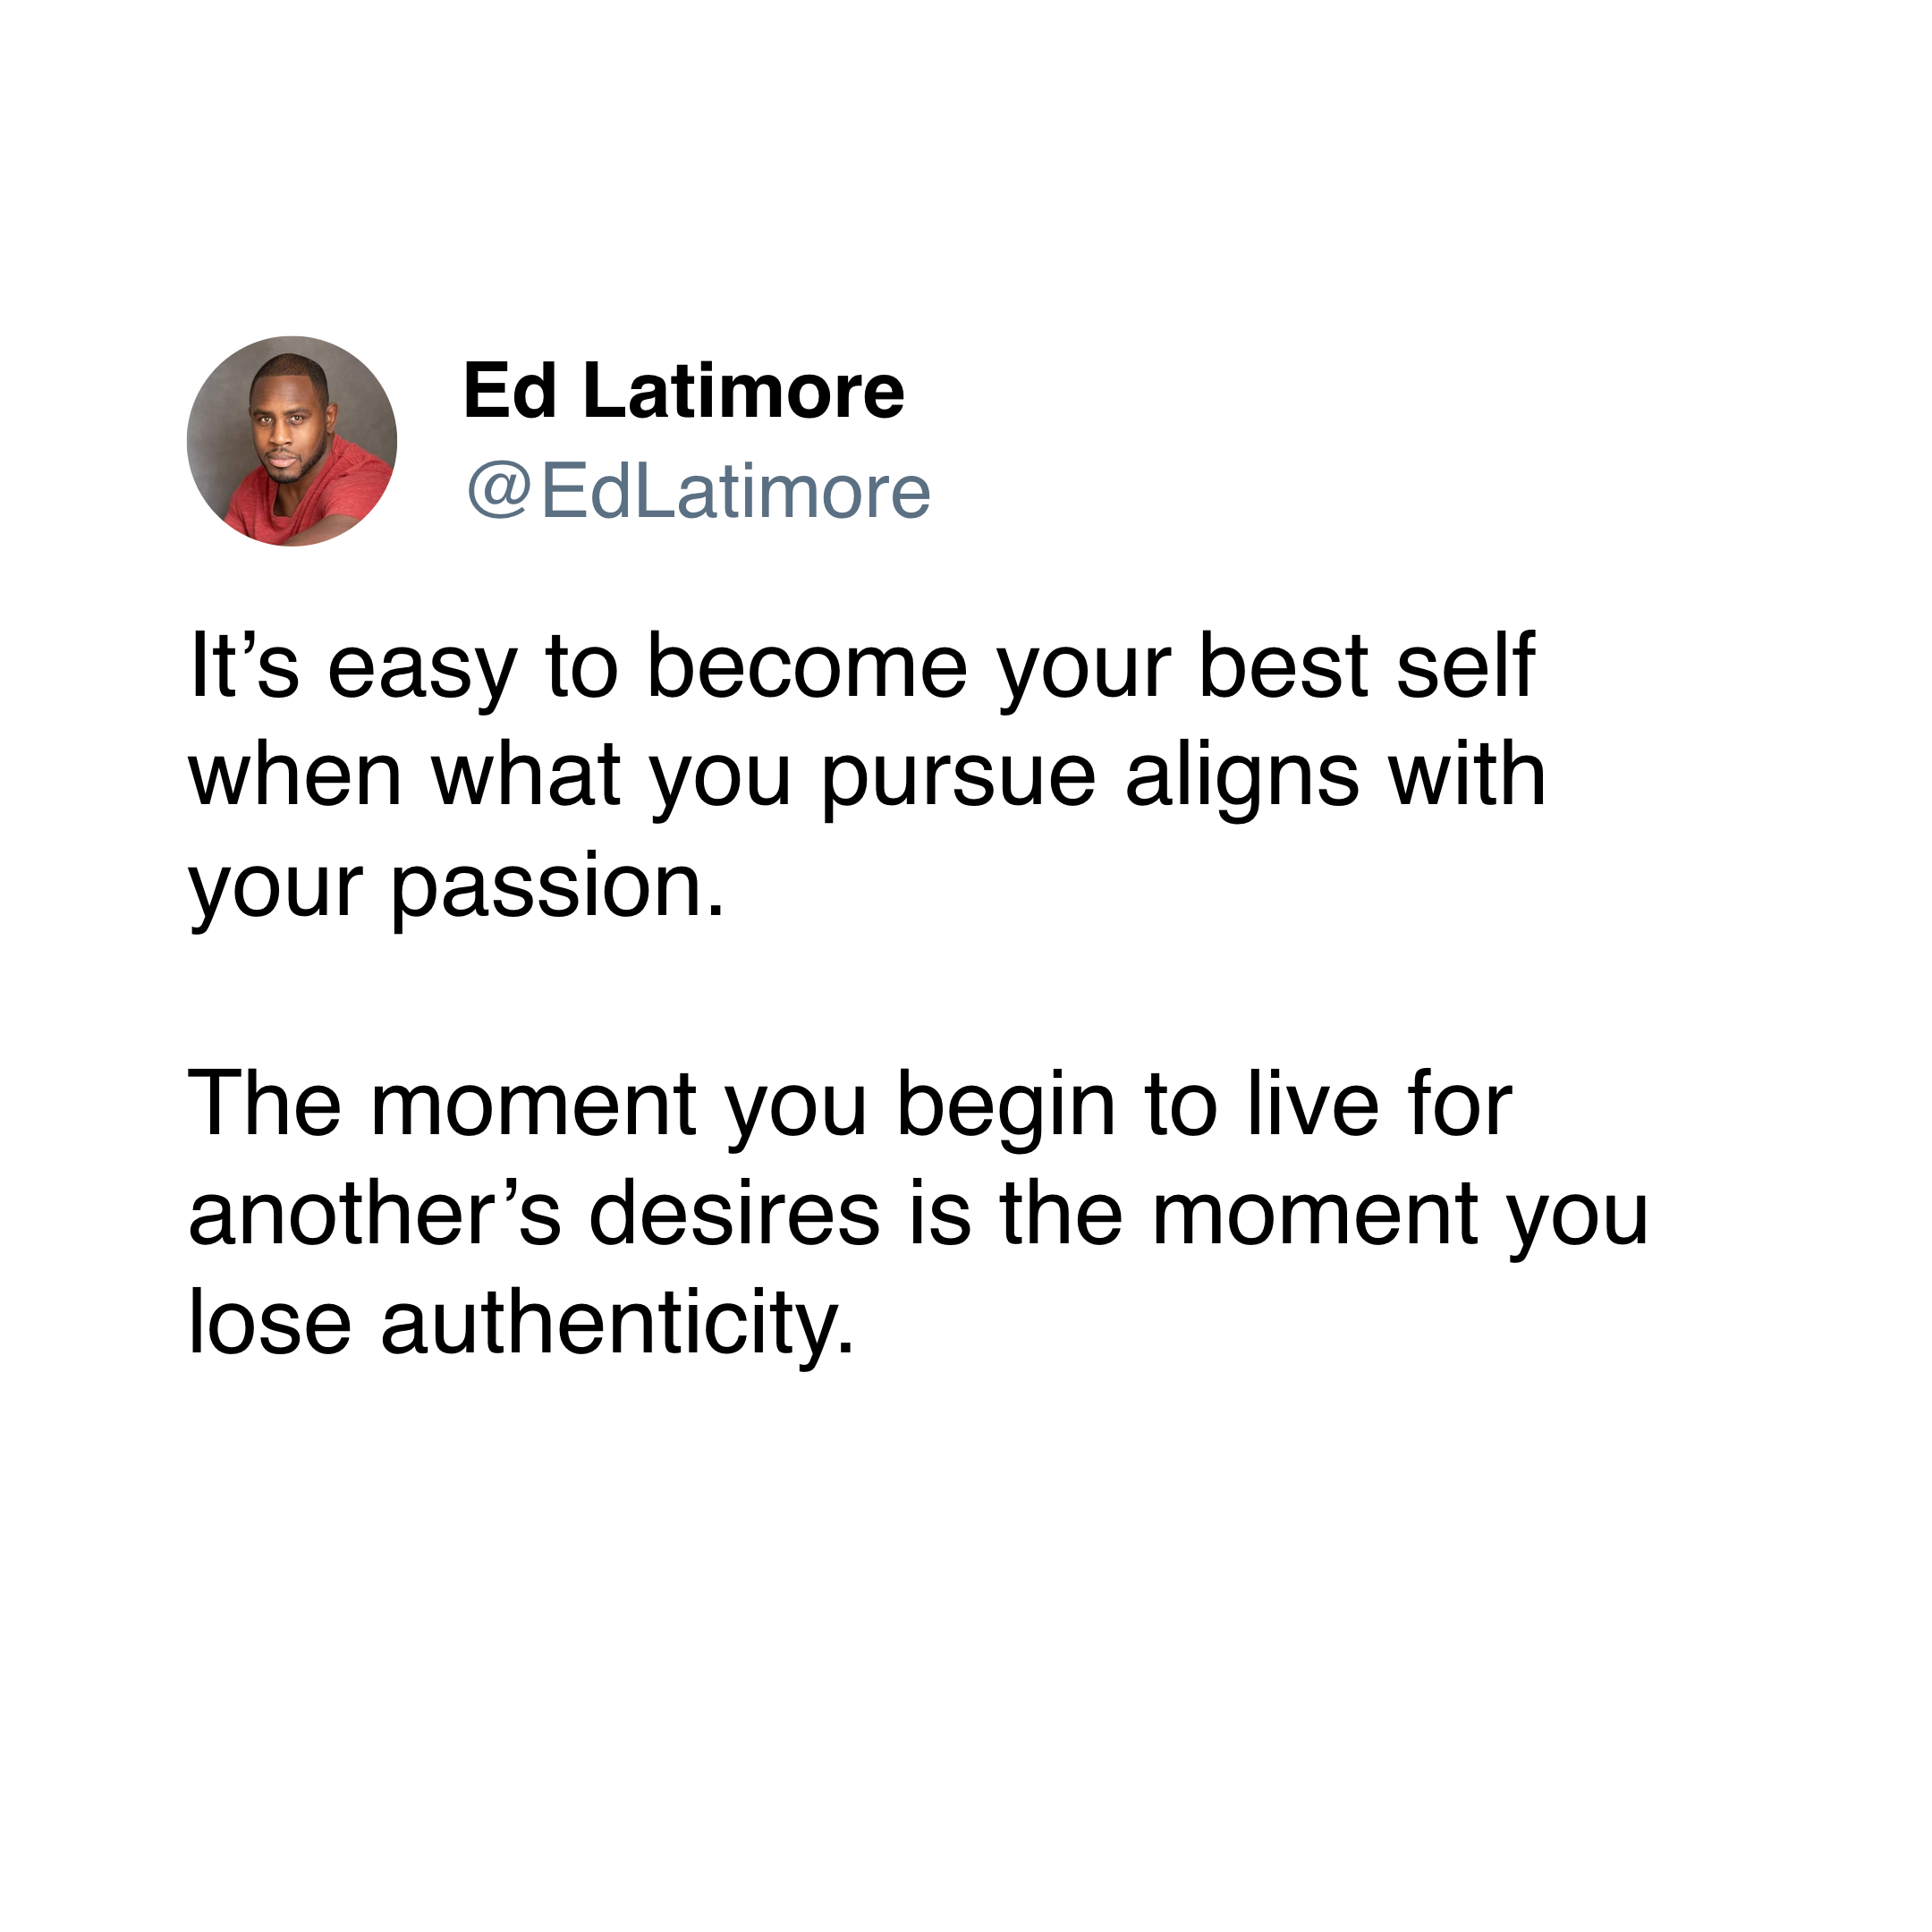 Ed Latimore
@EdLatimore
It’s easy to become your best self
when what you pursue aligns with
your passion.
The moment you begin to live for
another’s desires is the moment you
lose authenticity.